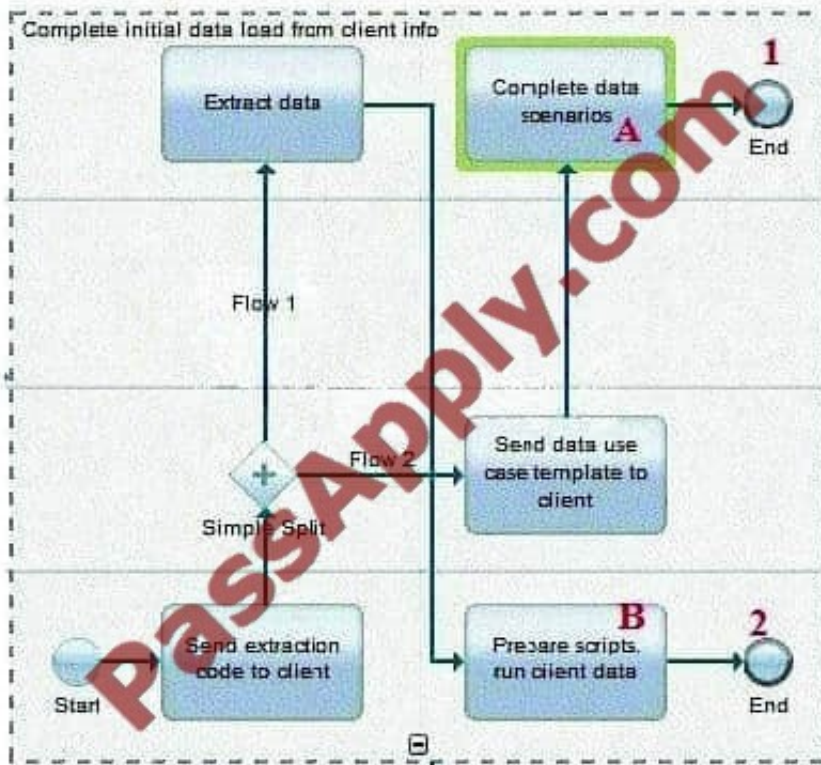 Complete initial data load from client info
Extract data
Complete data
scenarios
A
1
End
Flow 1
Flow 2
Send data use
case template to
client
Simple Split
Start
Send extraction
code to client
B
Prepare scripts,
run client data
2
End
PassApply.com